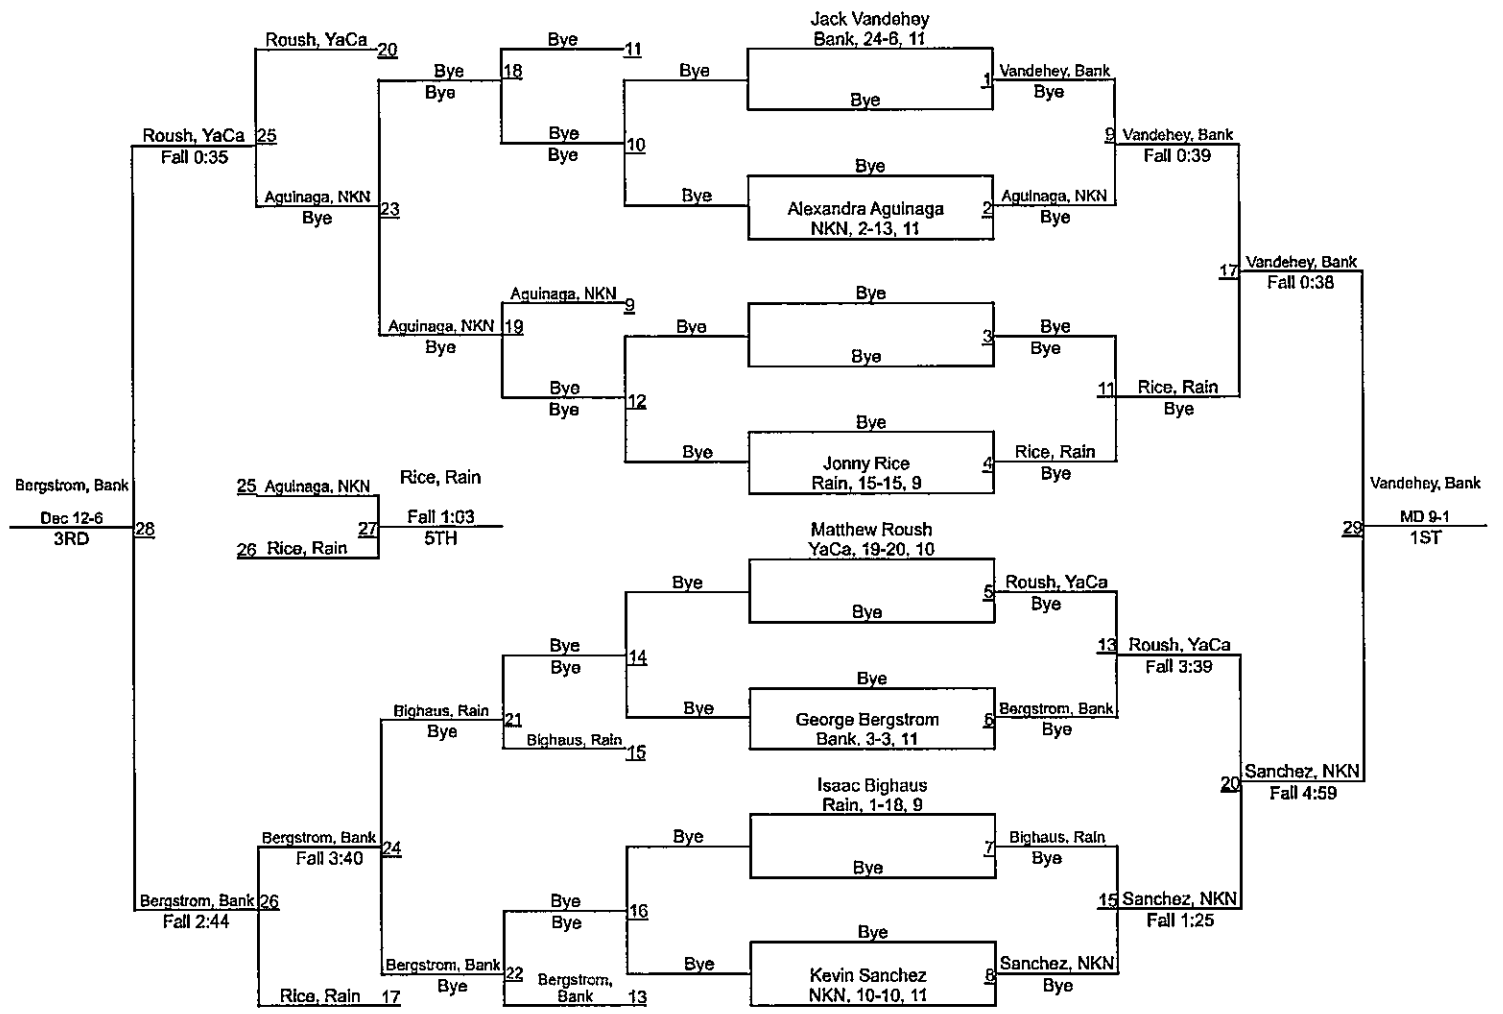 Jack Vandehey
Bank, 24-6, 11
Roush, YaCa 20
Bye 11
Bye 18
Bye
Bye
1 Vandehey, Bank
Bye
Bye
Roush, YaCa 25
Fall 0:35
Bye
Bye
10
9 Vandehey, Bank
Fall 0:39
Bye
Aguinaga, NKN
Bye
23
Bye
Alexandra Aguinaga
NKN, 2-13, 11
2 Aguinaga, NKN
Bye
17 Vandehey, Bank
Fall 0:38
Aguinaga, NKN 9
Bye
Aguinaga, NKN 19
Bye
Bye
3 Bye
Bye
Bye
Bye
Bye
12
11 Rice, Rain
Bye
Bye
Bye
Jonny Rice
Rain, 15-15, 9
4 Rice, Rain
Bye
Bergstrom, Bank
Dec 12-6
3RD
28
25 Aguinaga, NKN
26 Rice, Rain
27
Rice, Rain
Fall 1:03
5TH
Vandehey, Bank
29
MD 9-1
1ST
Matthew Roush
YaCa, 19-20, 10
Bye
5 Roush, YaCa
Bye
Bye
Bye
Bye
14
13 Roush, YaCa
Fall 3:39
Bye
Bighaus, Rain 21
Bye
Bye
George Bergstrom
Bank, 3-3, 11
6 Bergstrom, Bank
Bye
Bighaus, Rain 15
20 Sanchez, NKN
Fall 4:59
Isaac Bighaus
Rain, 1-18, 9
Bergstrom, Bank
Fall 3:40
24
Bye
7 Bighaus, Rain
Bye
Bye
Bergstrom, Bank 26
Fall 2:44
Bye
Bye
16
15 Sanchez, NKN
Fall 1:25
Bye
Bergstrom, Bank 22
Bye
Bye
Kevin Sanchez
NKN, 10-10, 11
8 Sanchez, NKN
Bye
Rice, Rain 17
Bergstrom,
Bank 13